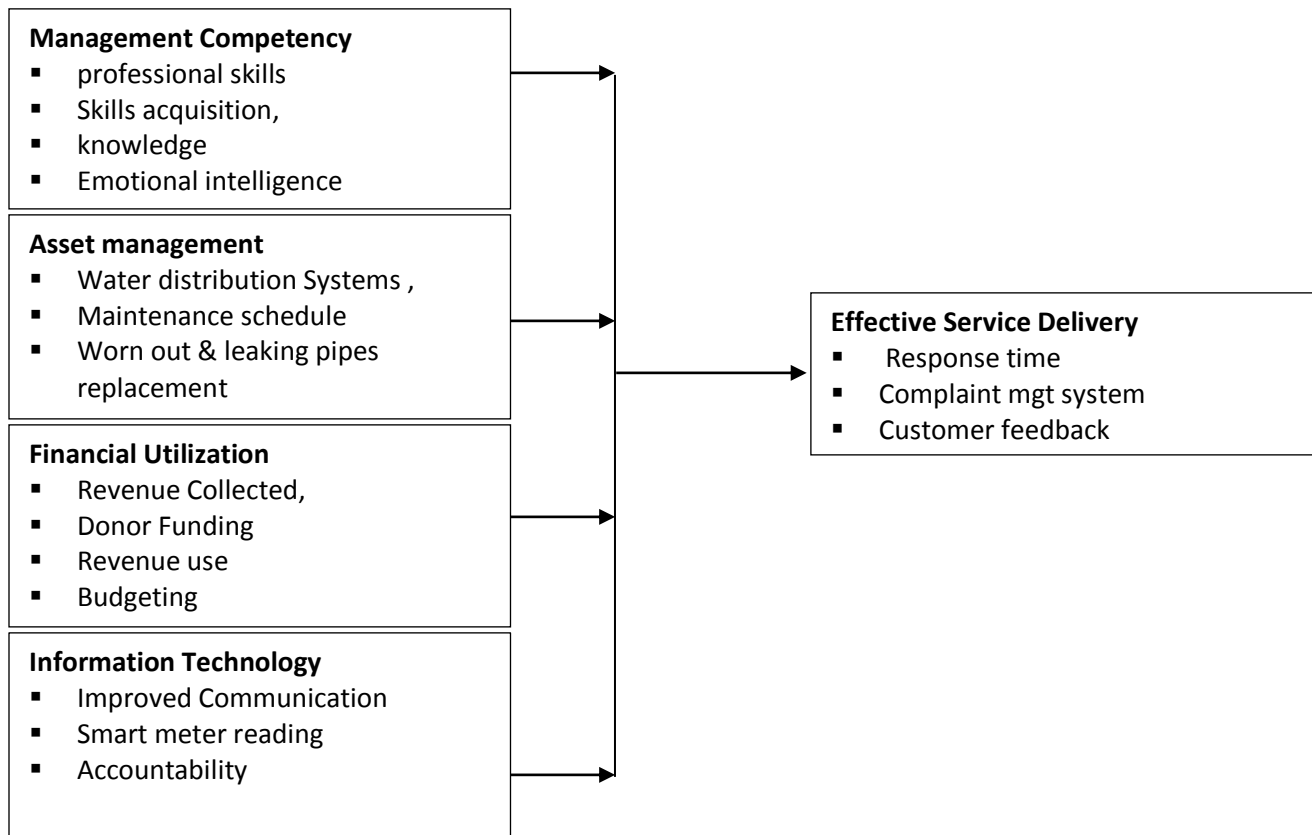 Management Competency
▪ professional skills
▪ Skills acquisition,
▪ knowledge
▪ Emotional intelligence
Asset management
▪ Water distribution Systems ,
▪ Maintenance schedule
▪ Worn out & leaking pipes
replacement
Financial Utilization
▪ Revenue Collected,
▪ Donor Funding
▪ Revenue use
▪ Budgeting
Information Technology
▪ Improved Communication
▪ Smart meter reading
▪ Accountability
Effective Service Delivery
▪ Response time
▪ Complaint mgt system
▪ Customer feedback